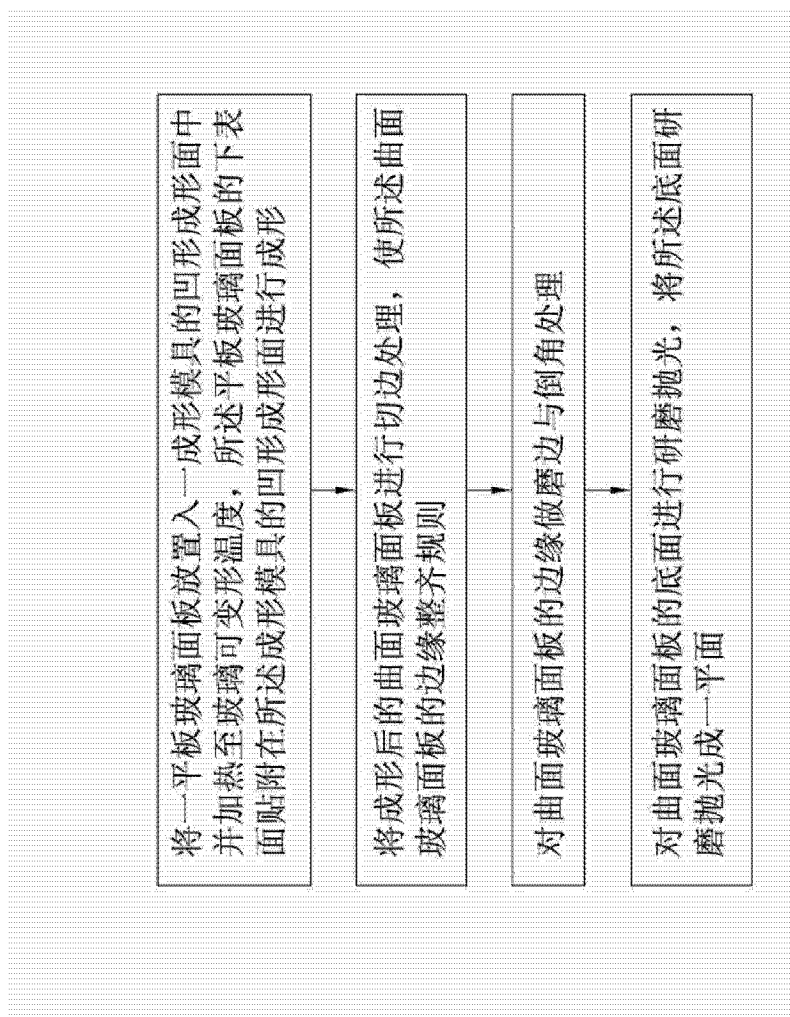 将一平板玻璃面板放置入一成形模具的凹形成形面中
并加热至玻璃可变形温度，所述平板玻璃面板的下表
面贴附在所述成形模具的凹形成形面进行成形
将成形后的曲面玻璃面板进行切边处理，使所述曲面
玻璃面板的边缘整齐规则
对曲面玻璃面板的边缘做磨边与倒角处理
对曲面玻璃面板的底面进行研磨抛光，将所述底面研
磨抛光成一平面